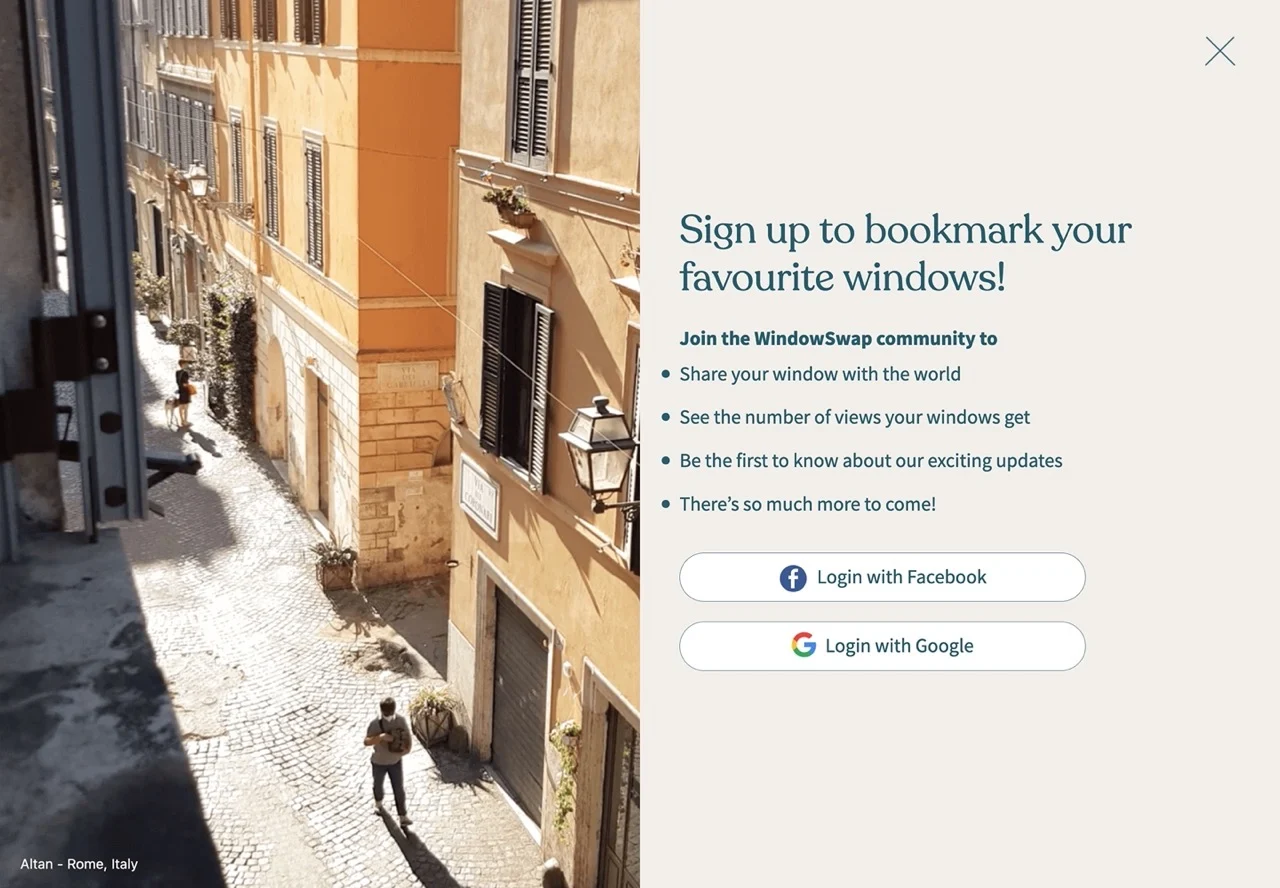 Sign up to bookmark your
favourite windows!
Join the WindowSwap community to
Share your window with the world
See the number of views your windows get
Be the first to know about our exciting updates
There’s so much more to come!
Login with Facebook
Login with Google
Altan - Rome, Italy